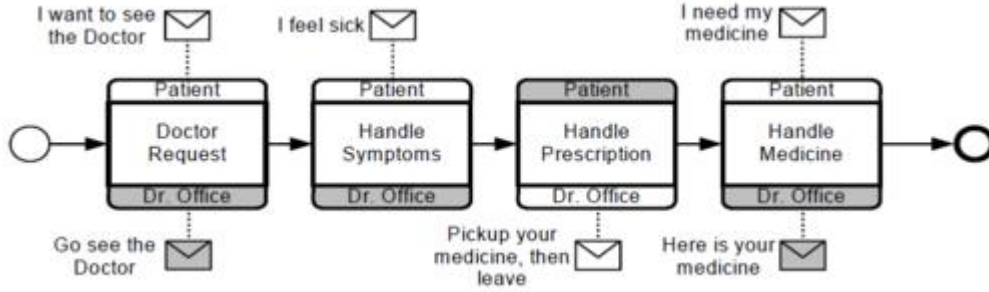 I want to see
the Doctor
I feel sick
I need my
medicine
Patient
Patient
Patient
Patient
Doctor
Request
Handle
Symptoms
Handle
Prescription
Handle
Medicine
Dr. Office
Dr. Office
Dr. Office
Dr. Office
Go see the
Doctor
Pickup your
medicine, then
leave
Here is your
medicine